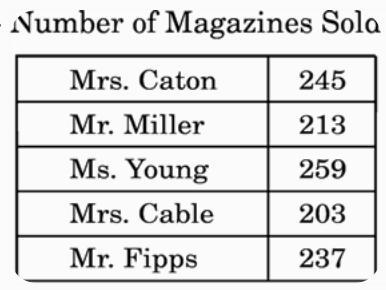 Number of Magazines Sold
Mrs. Caton 245
Mr. Miller 213
Ms. Young 259
Mrs. Cable 203
Mr. Fipps 237